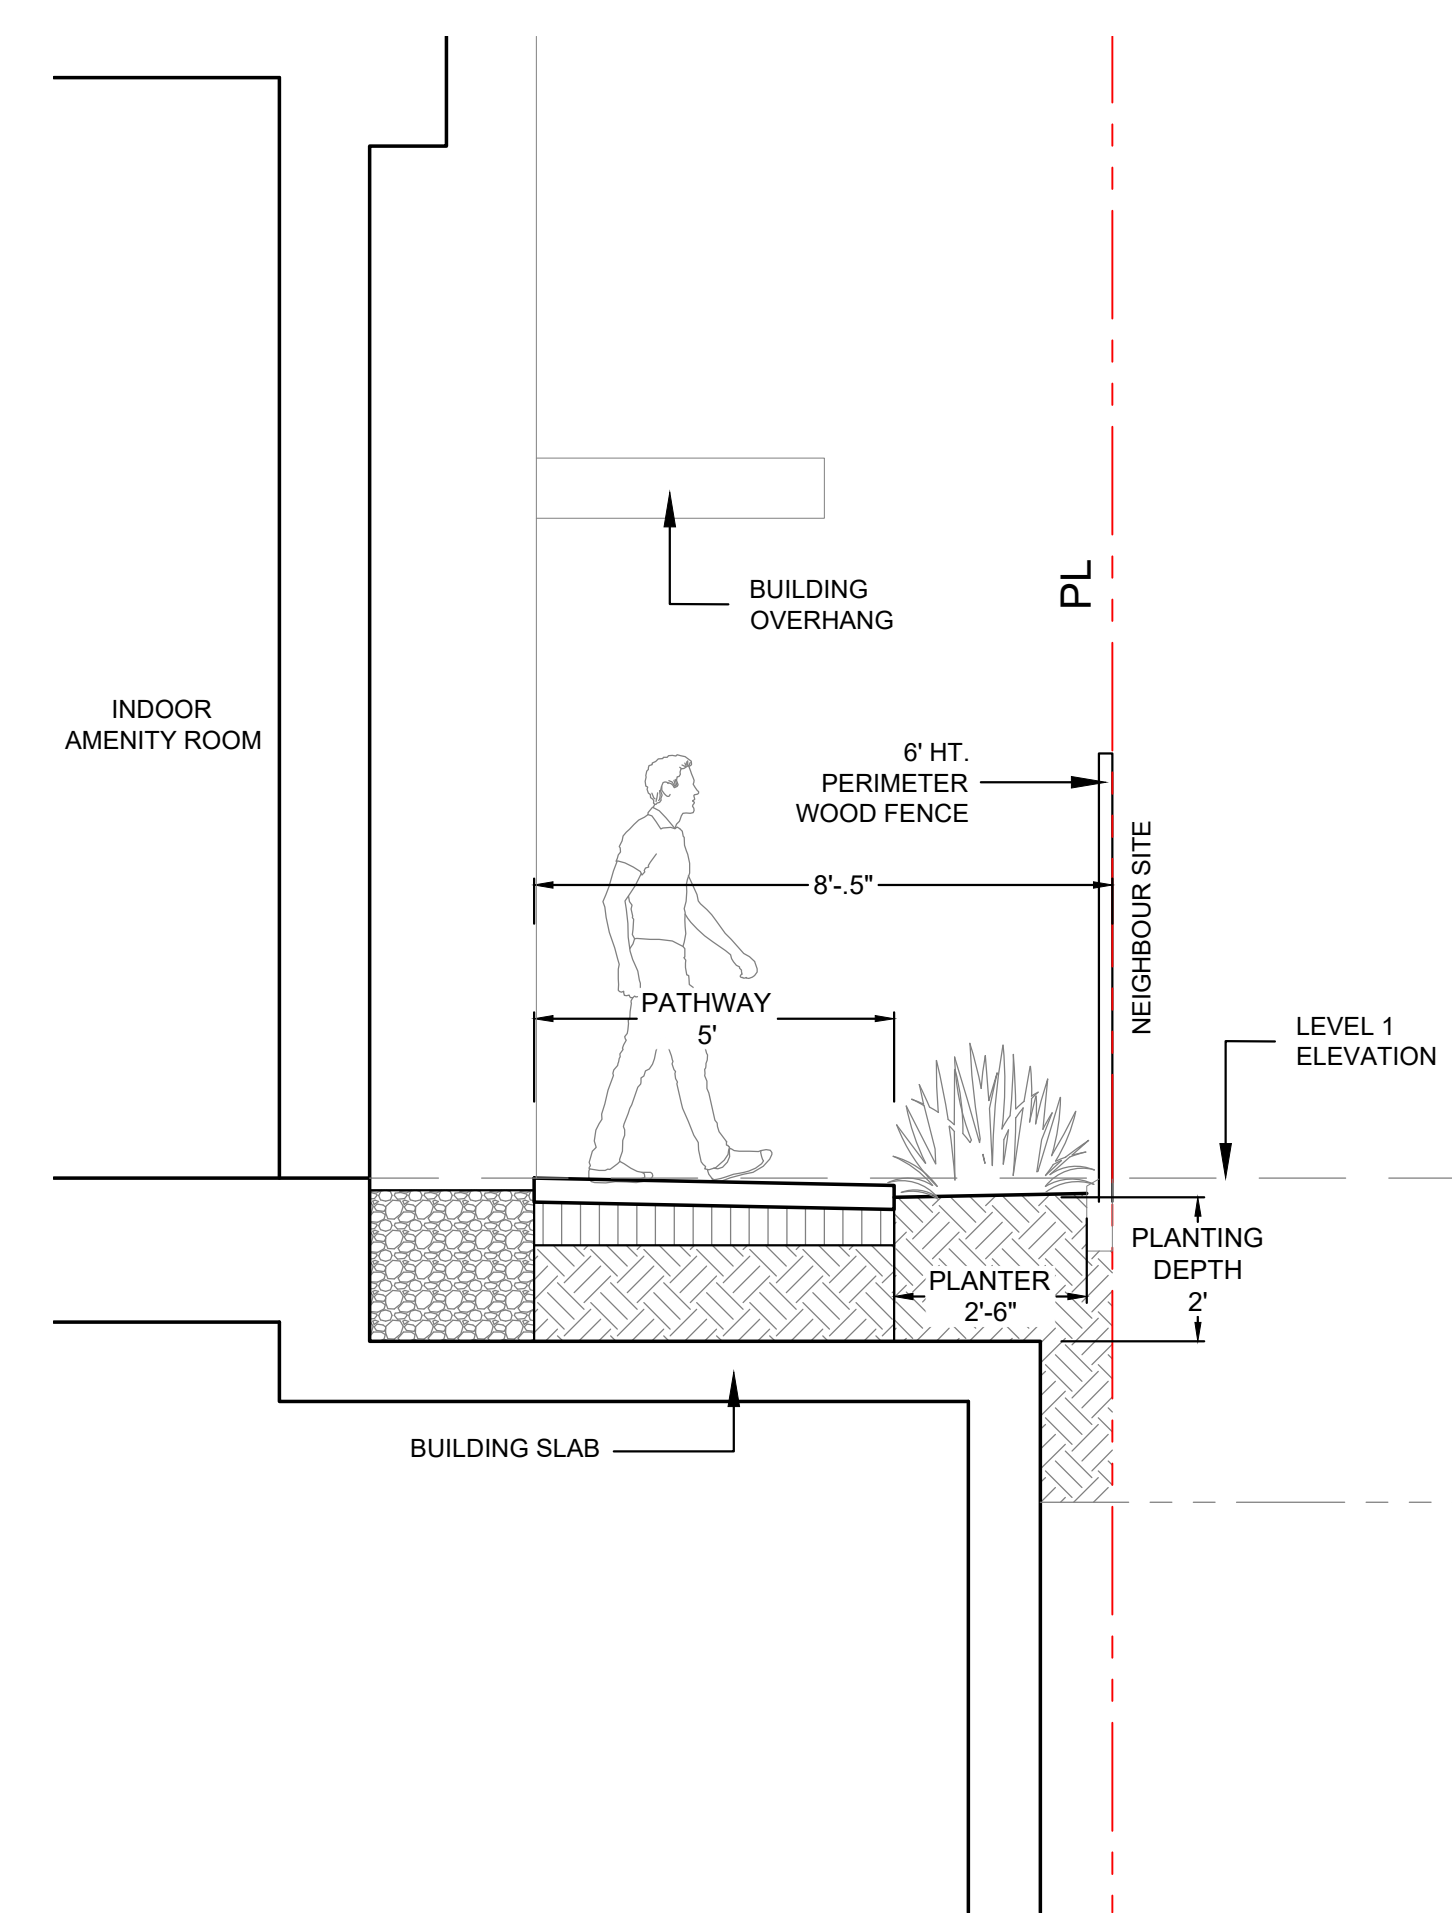 BUILDING
OVERHANG
PL
INDOOR
AMENITY ROOM
6' HT.
PERIMETER
WOOD FENCE
NEIGHBOUR SITE
8'-.5"
PATHWAY
5'
LEVEL 1
ELEVATION
PLANTING
DEPTH
2'
PLANTER
2'-6"
BUILDING SLAB